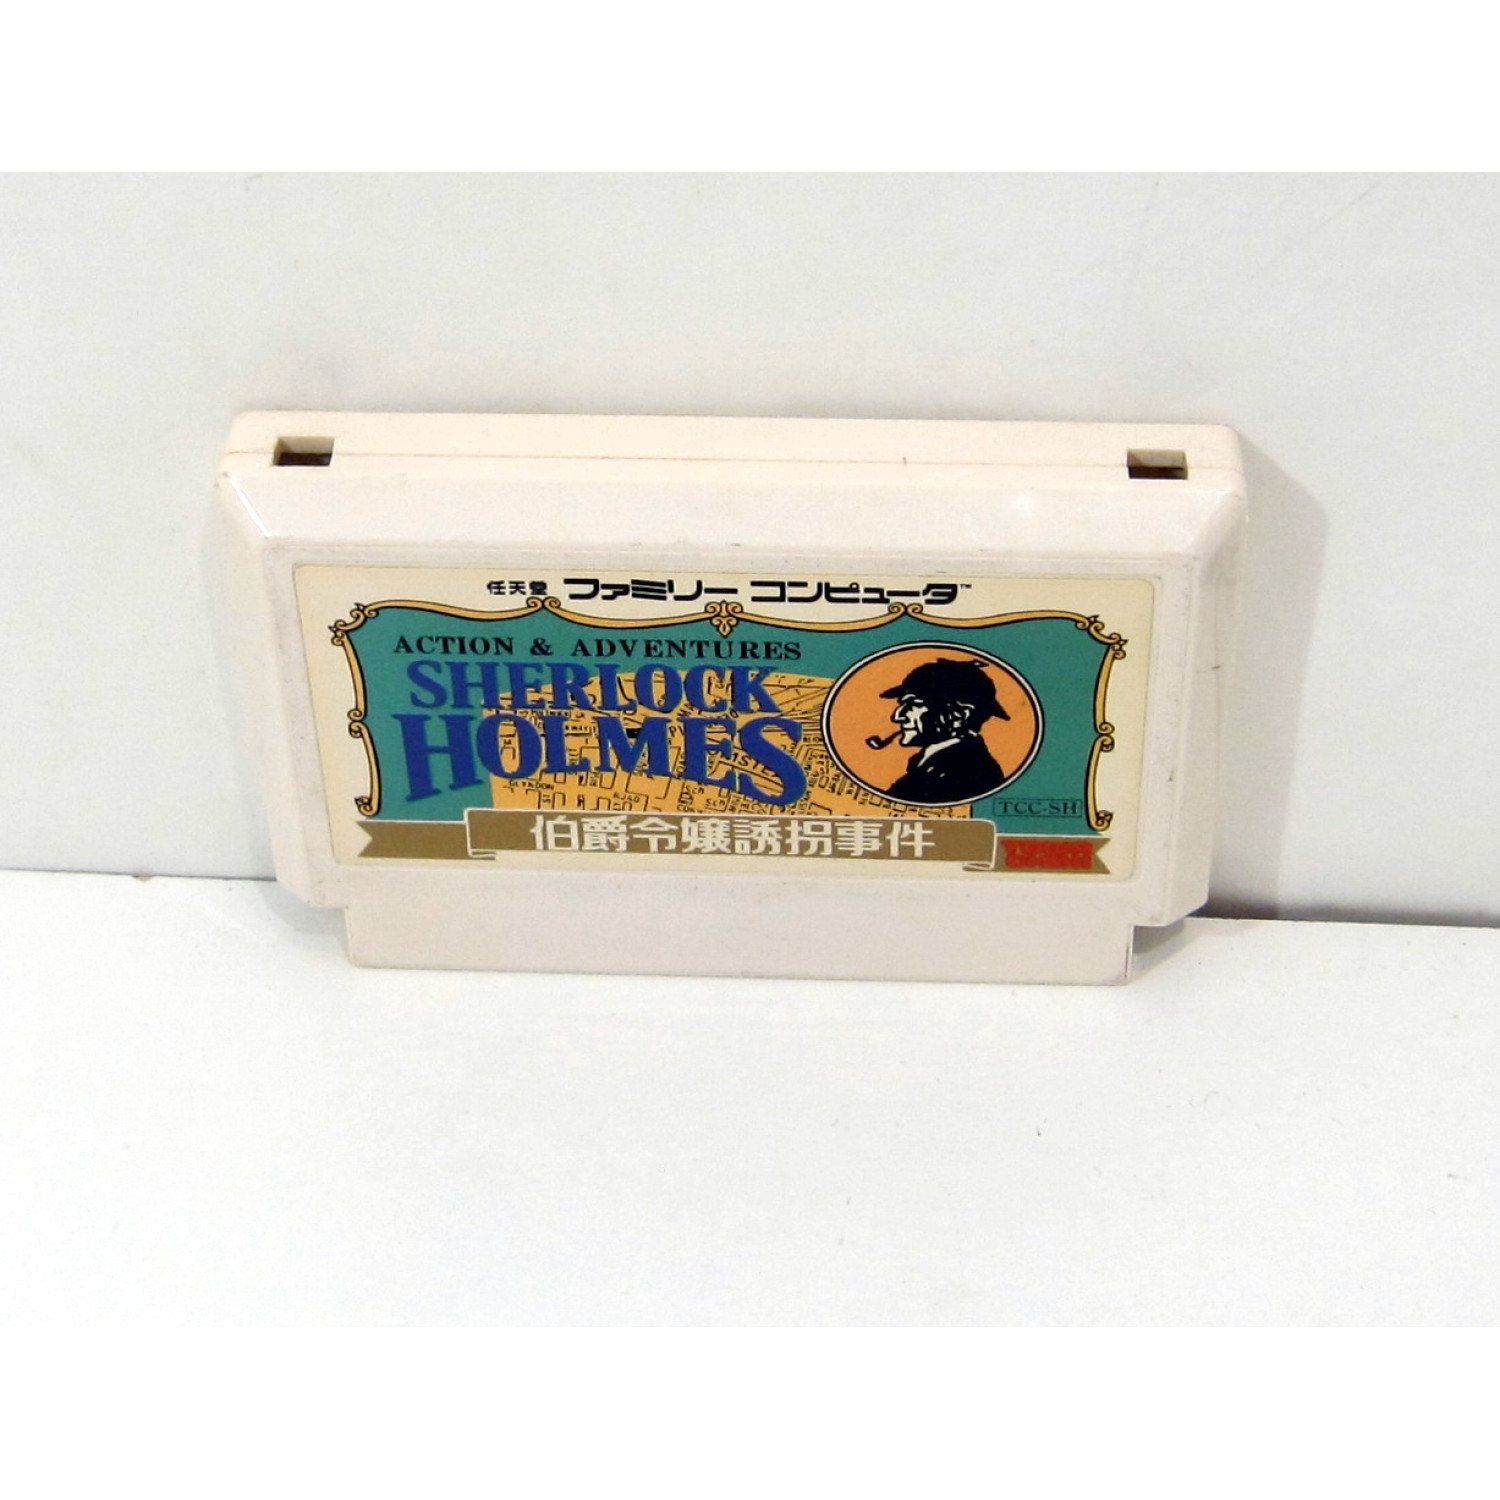 任天堂 ファミリー コンピュータ™
ACTION & ADVENTURES
SHERLOCK
HOLMES
TCC-SH
伯爵令嬢誘拐事件